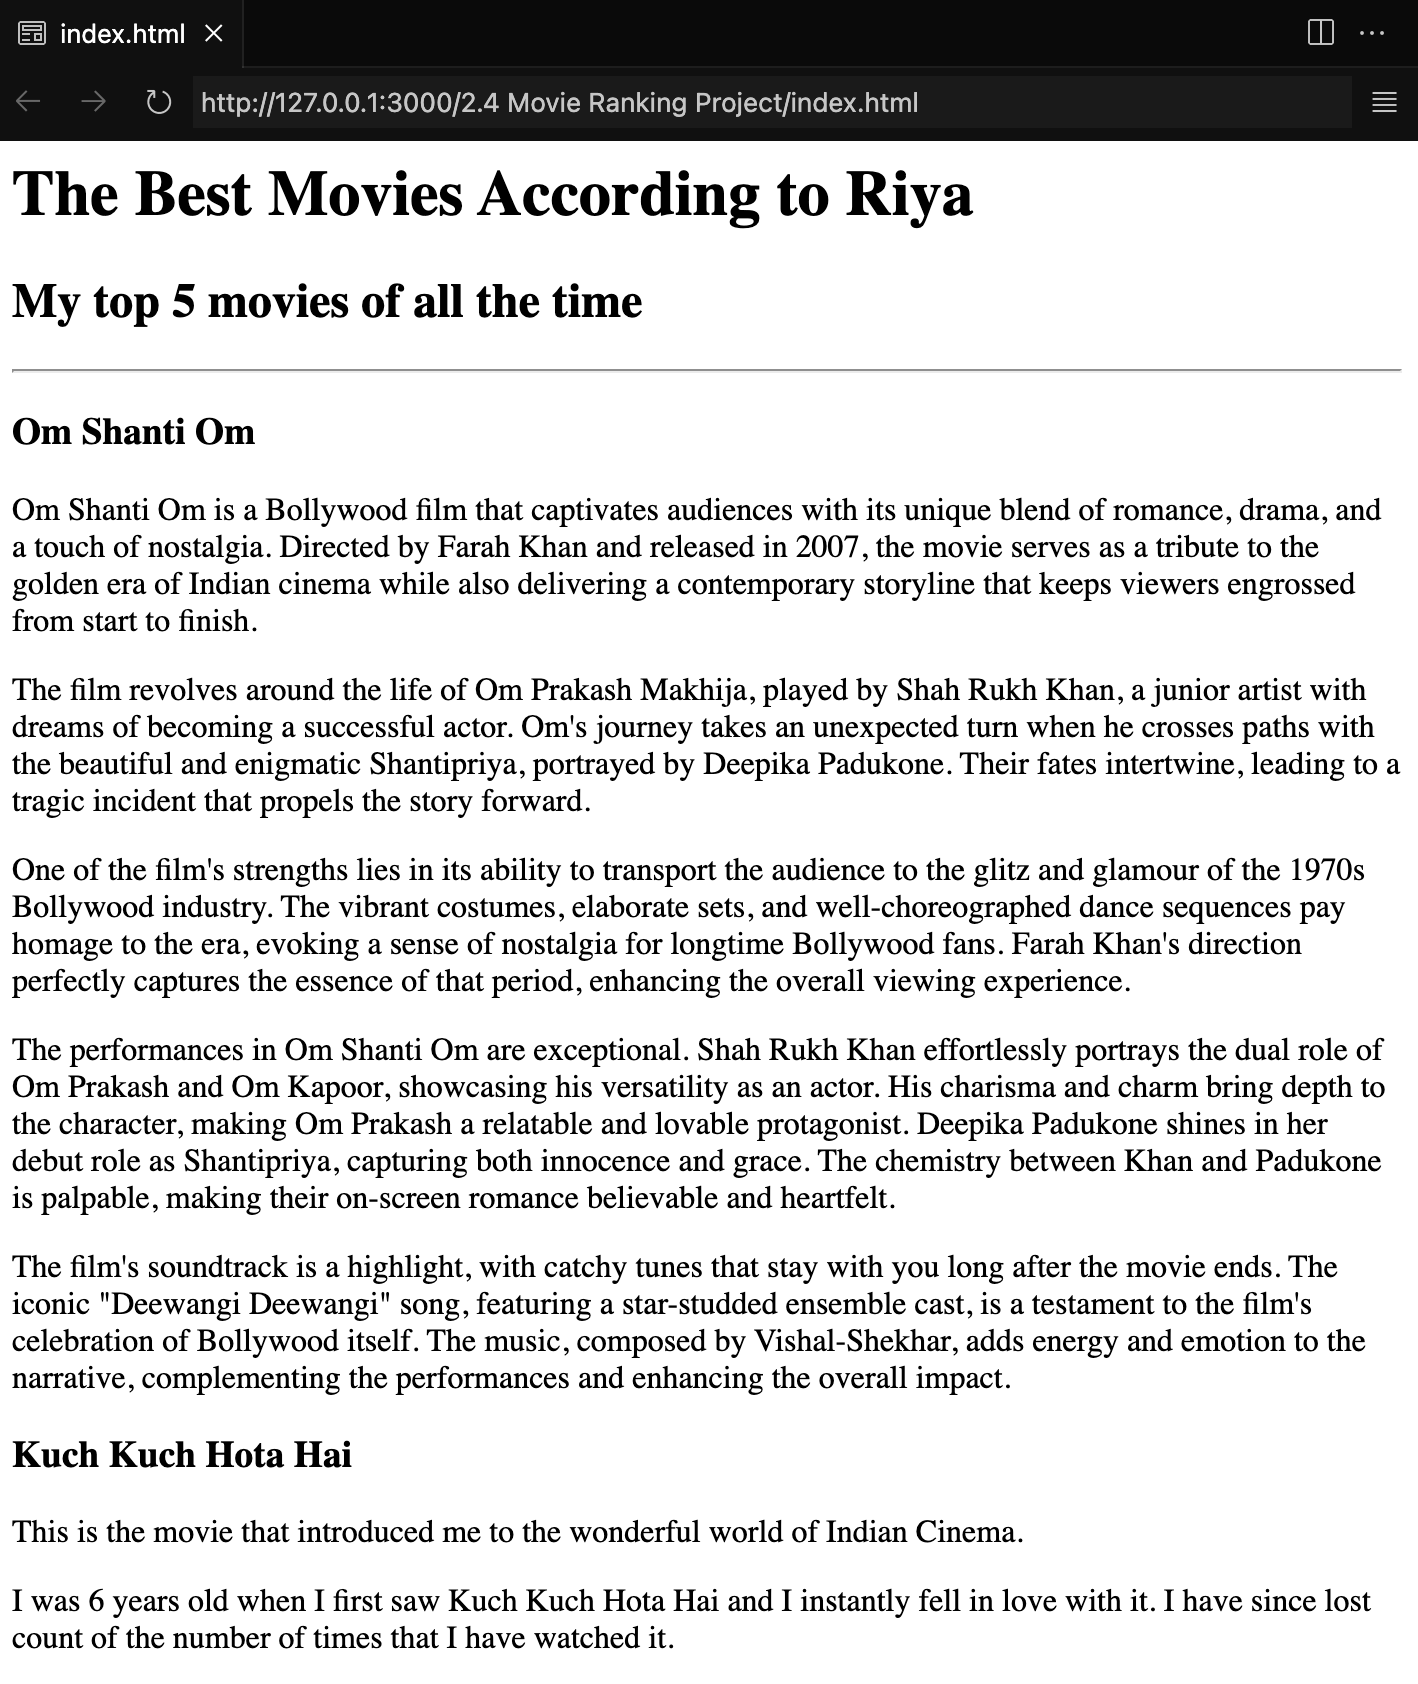 index.html
http://127.0.0.1:3000/2.4 Movie Ranking Project/index.html
The Best Movies According to Riya
My top 5 movies of all the time
Om Shanti Om
Om Shanti Om is a Bollywood film that captivates audiences with its unique blend of romance, drama, and
a touch of nostalgia. Directed by Farah Khan and released in 2007, the movie serves as a tribute to the
golden era of Indian cinema while also delivering a contemporary storyline that keeps viewers engrossed
from start to finish.
The film revolves around the life of Om Prakash Makhija, played by Shah Rukh Khan, a junior artist with
dreams of becoming a successful actor. Om's journey takes an unexpected turn when he crosses paths with
the beautiful and enigmatic Shantipriya, portrayed by Deepika Padukone. Their fates intertwine, leading to a
tragic incident that propels the story forward.
One of the film's strengths lies in its ability to transport the audience to the glitz and glamour of the 1970s
Bollywood industry. The vibrant costumes, elaborate sets, and well-choreographed dance sequences pay
homage to the era, evoking a sense of nostalgia for longtime Bollywood fans. Farah Khan's direction
perfectly captures the essence of that period, enhancing the overall viewing experience.
The performances in Om Shanti Om are exceptional. Shah Rukh Khan effortlessly portrays the dual role of
Om Prakash and Om Kapoor, showcasing his versatility as an actor. His charisma and charm bring depth to
the character, making Om Prakash a relatable and lovable protagonist. Deepika Padukone shines in her
debut role as Shantipriya, capturing both innocence and grace. The chemistry between Khan and Padukone
is palpable, making their on-screen romance believable and heartfelt.
The film's soundtrack is a highlight, with catchy tunes that stay with you long after the movie ends. The
iconic "Deewangi Deewangi" song, featuring a star-studded ensemble cast, is a testament to the film's
celebration of Bollywood itself. The music, composed by Vishal-Shekhar, adds energy and emotion to the
narrative, complementing the performances and enhancing the overall impact.
Kuch Kuch Hota Hai
This is the movie that introduced me to the wonderful world of Indian Cinema.
I was 6 years old when I first saw Kuch Kuch Hota Hai and I instantly fell in love with it. I have since lost
count of the number of times that I have watched it.